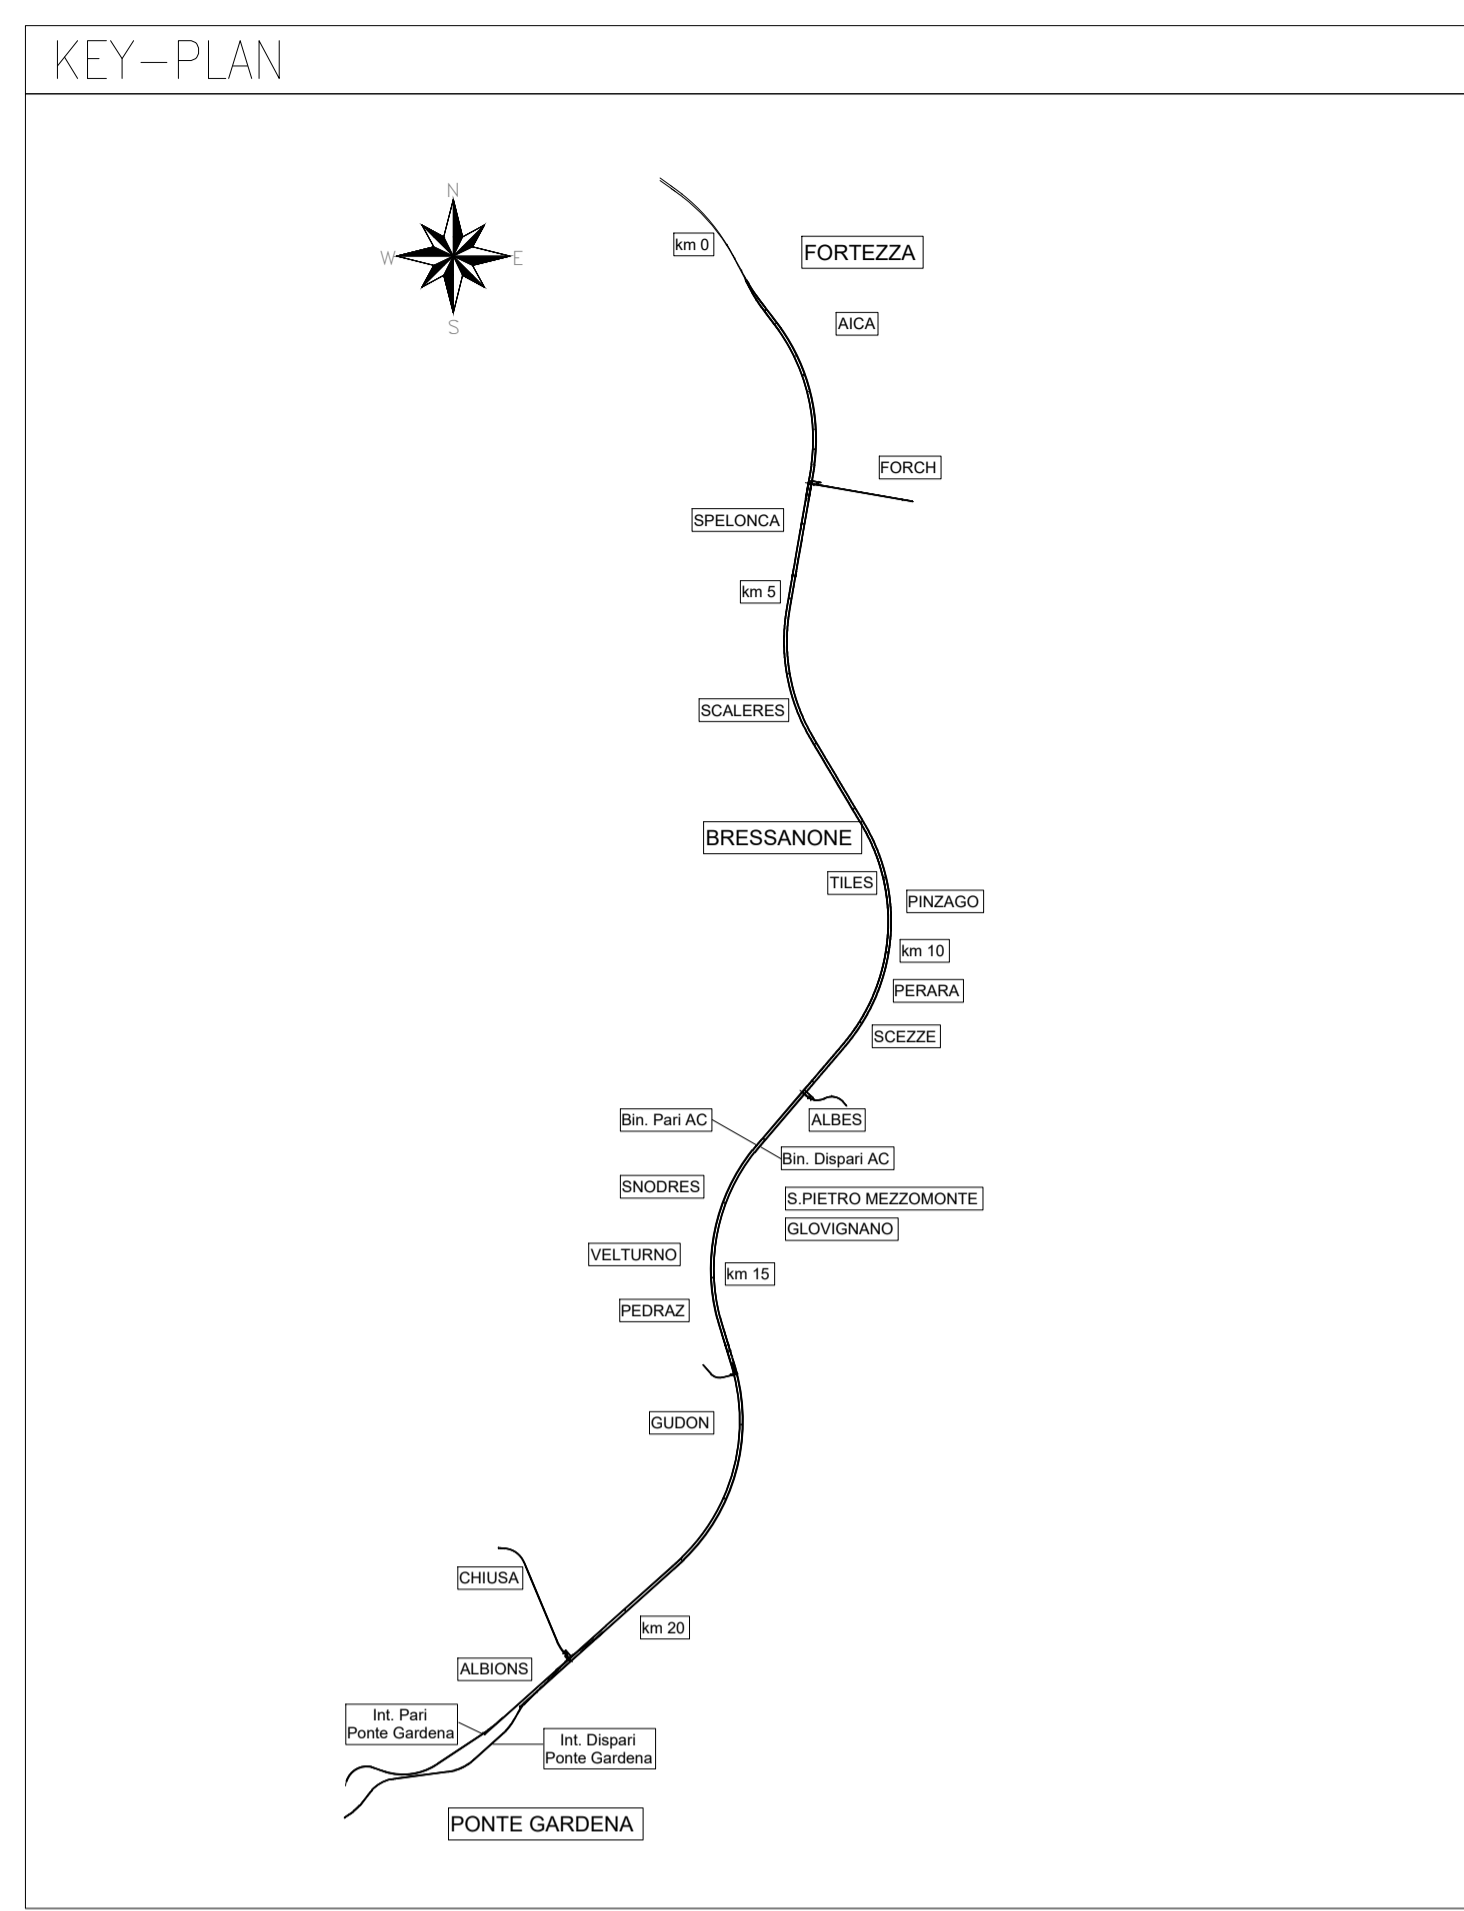 KEY-PLAN
N
W
E
S
km 0
FORTEZZA
AICA
FORCH
SPELONCA
km 5
SCALERES
BRESSANONE
TILES
PINZAGO
km 10
PERARA
SCEZZE
Bin. Pari AC
ALBES
Bin. Dispari AC
SNODRES
S.PIETRO MEZZOMONTE
GLOVIGNANO
VELTURNO
km 15
PEDRAZ
GUDON
CHIUSA
km 20
ALBIONS
Int. Pari
Ponte Gardena
Int. Dispari
Ponte Gardena
PONTE GARDENA